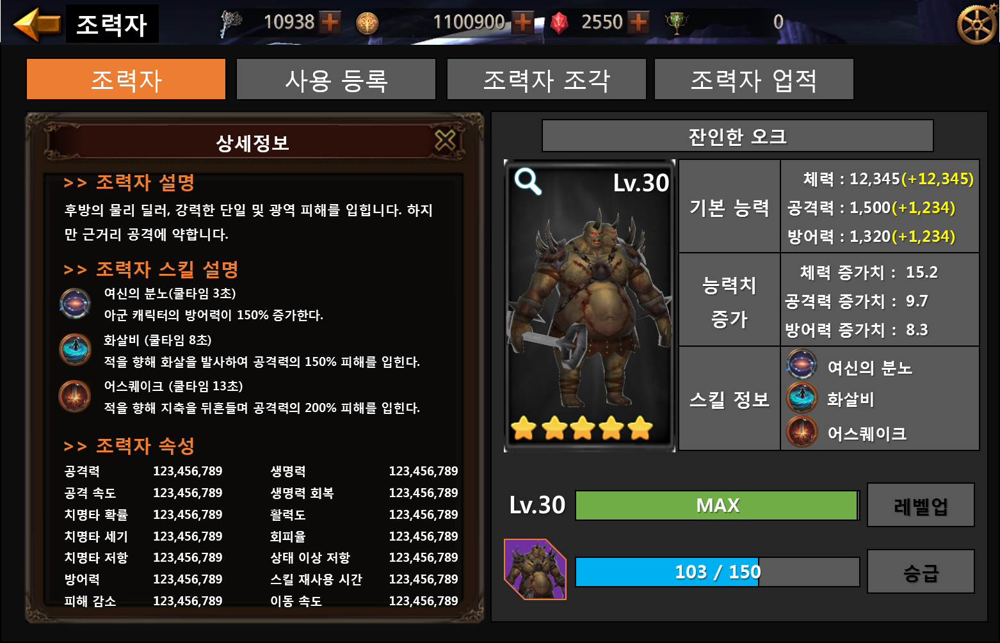 조력자
10938
1100900
2550
0
조력자
사용 등록
조력자 조각
조력자 업적
상세정보
>> 조력자 설명
후방의 물리 딜러, 강력한 단일 및 광역 피해를 입힙니다. 하지
만 근거리 공격에 약합니다.
>> 조력자 스킬 설명
여신의 분노(쿨타임 3초)
아군 캐릭터의 방어력이 150% 증가한다.
화살비 (쿨타임 8초)
적을 향해 화살을 발사하여 공격력의 150% 피해를 입힌다.
어스퀘이크 (쿨타임 13초)
적을 향해 지축을 뒤흔들며 공격력의 200% 피해를 입힌다.
>> 조력자 속성
공격력 123,456,789 생명력 123,456,789
공격 속도 123,456,789 생명력 회복 123,456,789
치명타 확률 123,456,789 활력도 123,456,789
치명타 세기 123,456,789 회피율 123,456,789
치명타 저항 123,456,789 상태 이상 저항 123,456,789
방어력 123,456,789 스킬 재사용 시간 123,456,789
피해 감소 123,456,789 이동 속도 123,456,789
잔인한 오크
Lv.30
기본 능력
체력 : 12,345(+12,345)
공격력 : 1,500(+1,234)
방어력 : 1,320(+1,234)
능력치
증가
체력 증가치 : 15.2
공격력 증가치 : 9.7
방어력 증가치 : 8.3
스킬 정보
여신의 분노
화살비
어스퀘이크
Lv.30
MAX
레벨업
103 / 150
승급